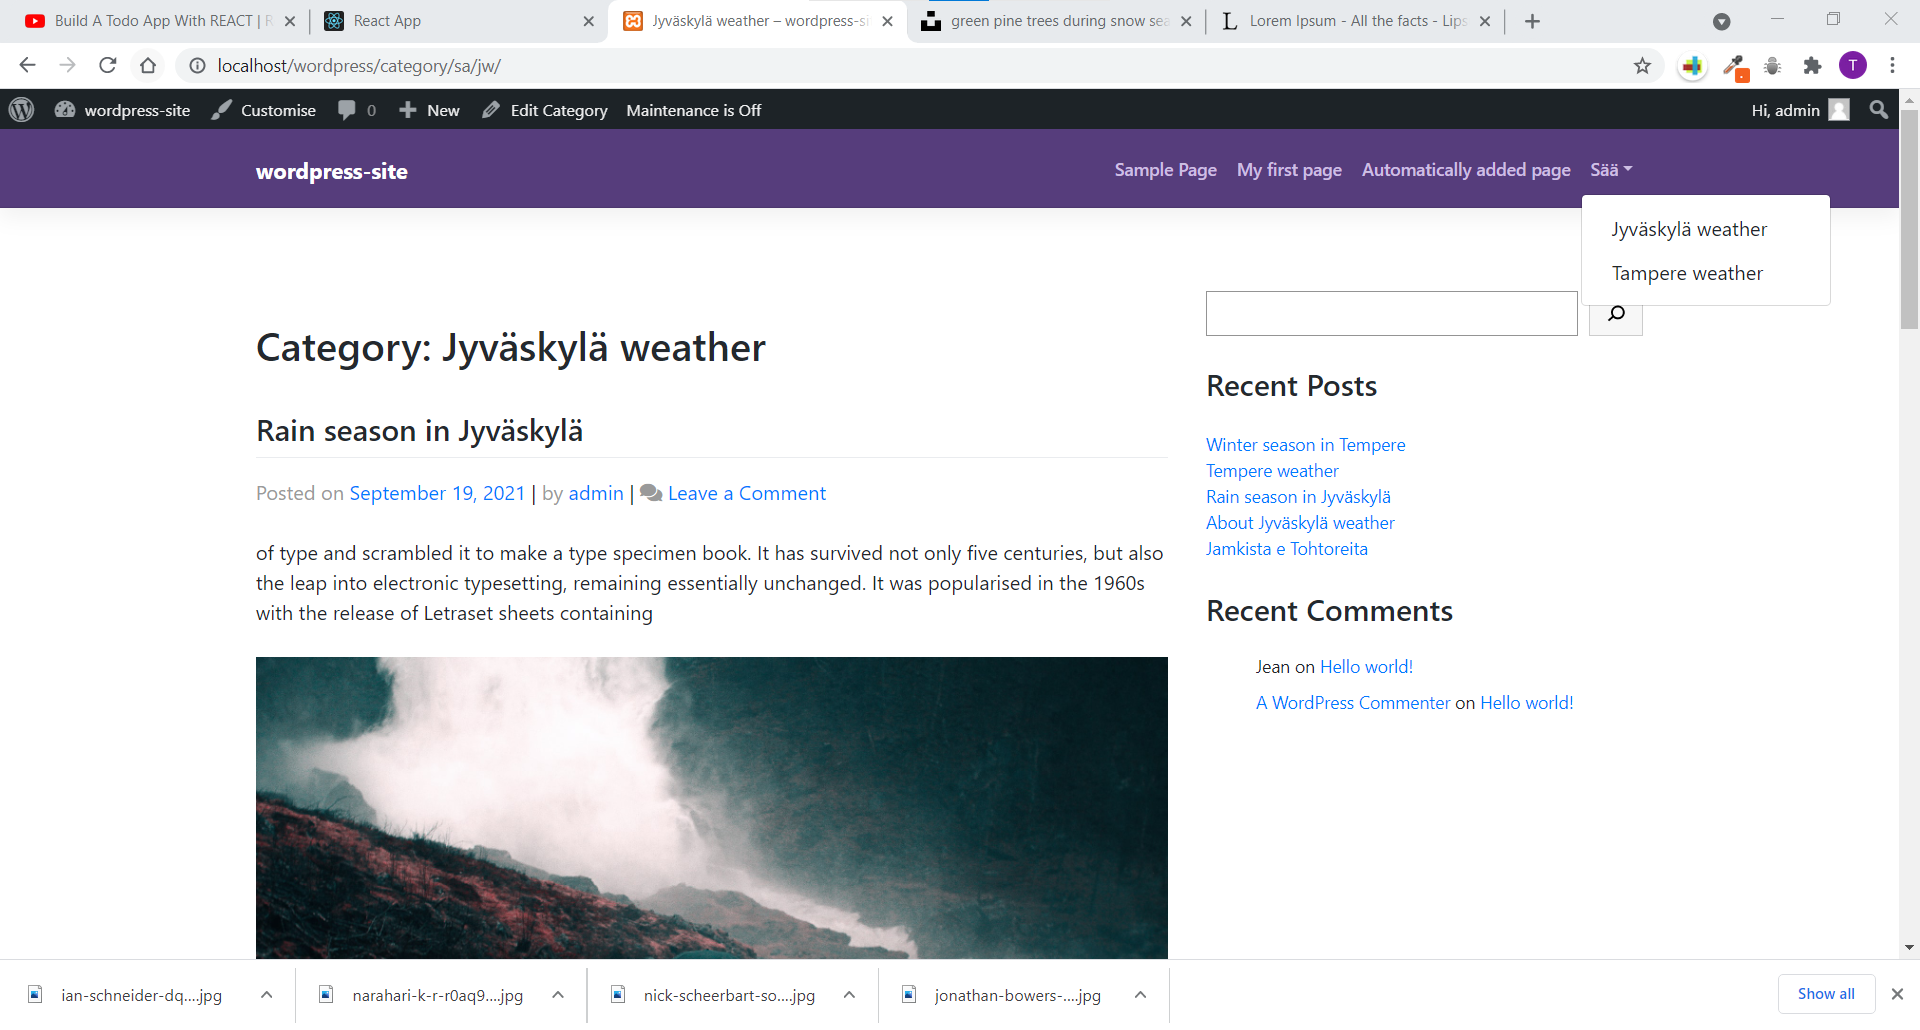 Build A Todo App With REACT | R
React App
Jyväskylä weather – wordpress-si
green pine trees during snow sea
Lorem Ipsum - All the facts - Lips
localhost/wordpress/category/sa/jw/
T
wordpress-site
Customise
0
New
Edit Category
Maintenance is Off
Hi, admin
wordpress-site
Sample Page
My first page
Automatically added page
Sää
Jyväskylä weather
Tampere weather
Category: Jyväskylä weather
Rain season in Jyväskylä
Posted on September 19, 2021 | by admin | Leave a Comment
of type and scrambled it to make a type specimen book. It has survived not only five centuries, but also
the leap into electronic typesetting, remaining essentially unchanged. It was popularised in the 1960s
with the release of Letraset sheets containing
Recent Posts
Winter season in Tempere
Tempere weather
Rain season in Jyväskylä
About Jyväskylä weather
Jamkista e Tohtoreita
Recent Comments
Jean on Hello world!
A WordPress Commenter on Hello world!
ian-schneider-dq....jpg
narahari-k-r-r0aq9....jpg
nick-scheerbart-so....jpg
jonathan-bowers-....jpg
Show all